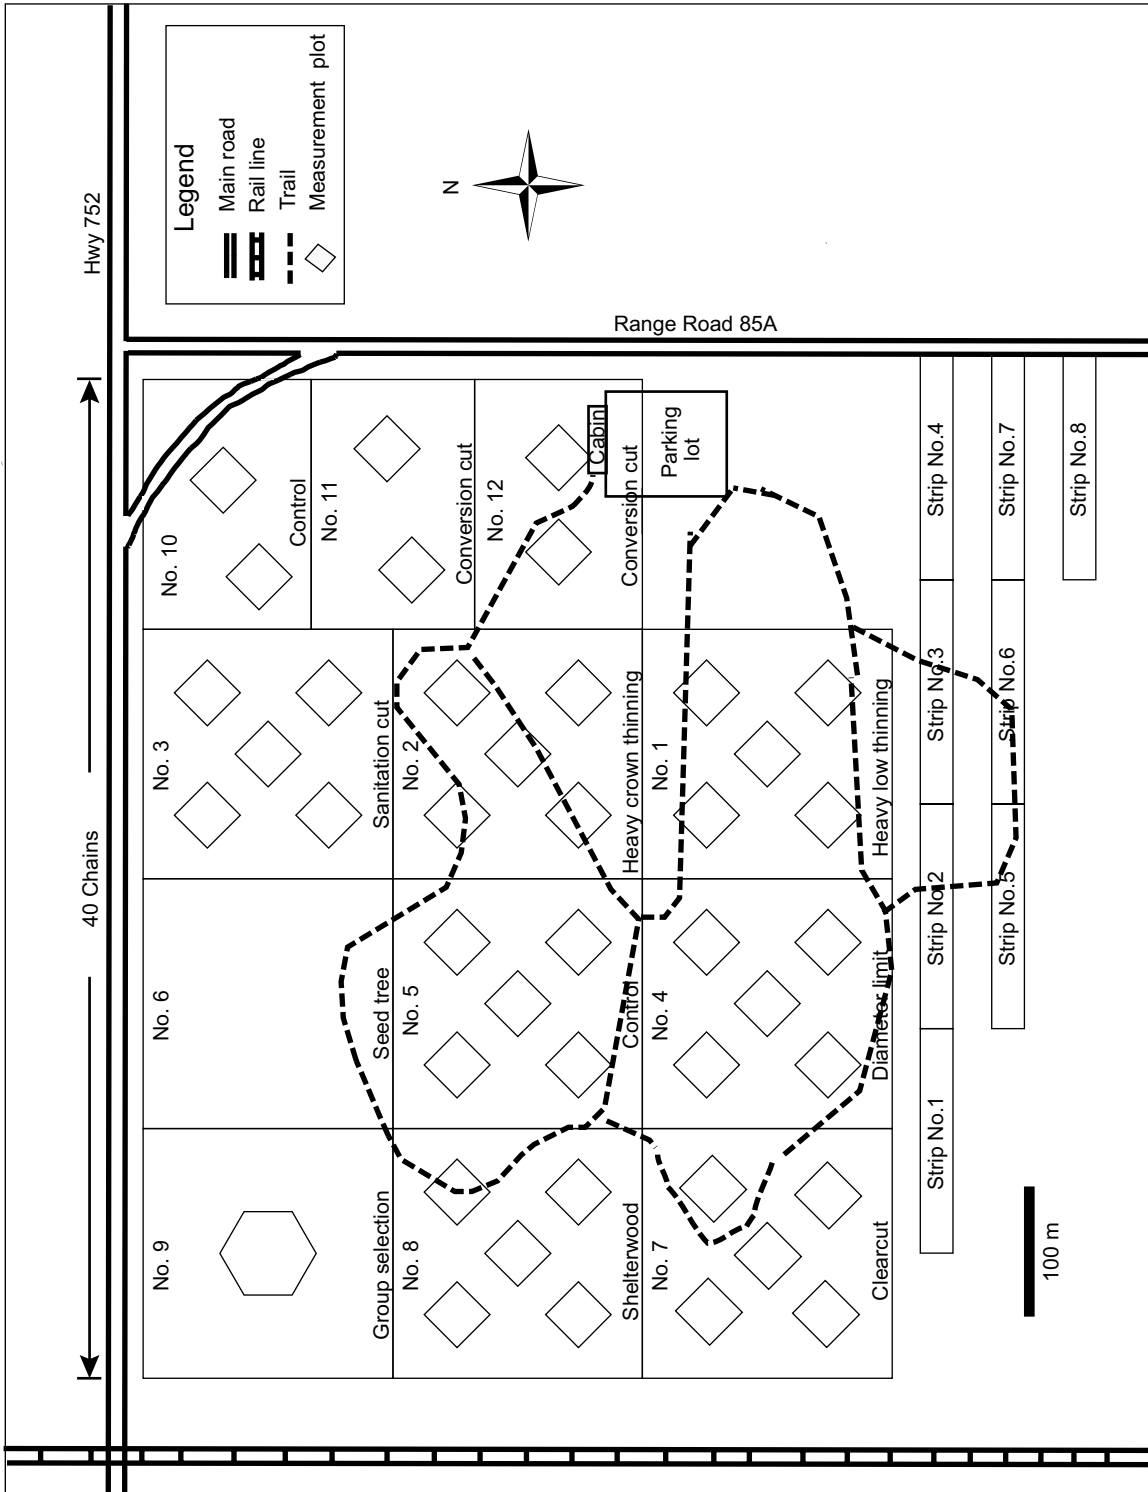 Hwy 752
Legend
Main road
Rail line
Trail
Measurement plot
N
Range Road 85A
40 Chains
No. 10
Control
No. 11
Conversion cut
No. 12
Conversion cut
Cabin
Parking
lot
No. 3
Sanitation cut
No. 2
Heavy crown thinning
No. 1
Heavy low thinning
No. 6
Seed tree
No. 5
Control
No. 4
Diameter limit
No. 9
Group selection
No. 8
Shelterwood
No. 7
Clearcut
Strip No.4
Strip No.3
Strip No.2
Strip No.1
Strip No.7
Strip No.6
Strip No.5
Strip No.8
100 m